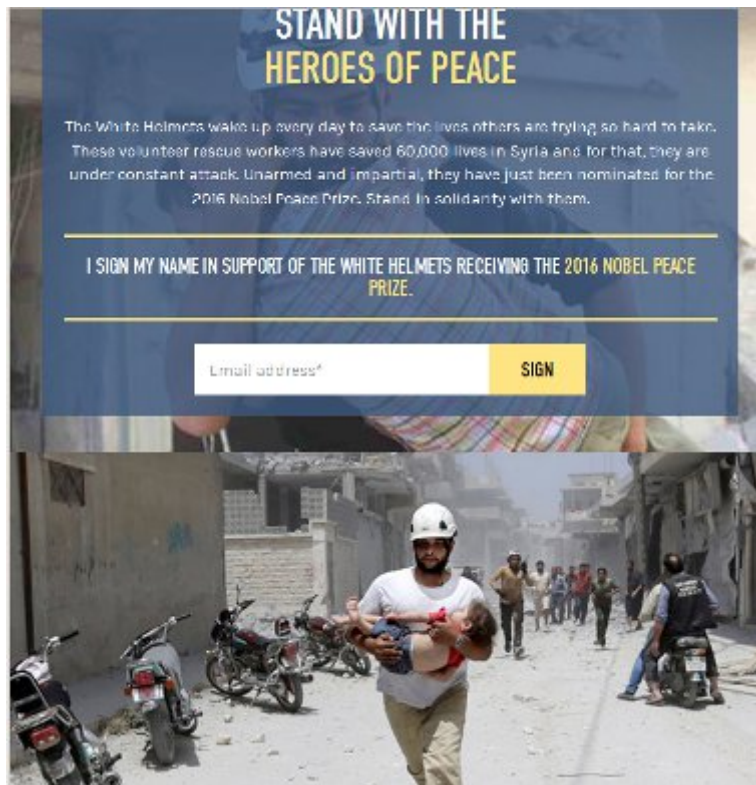 STAND WITH THE
HEROES OF PEACE
The White Helmets wake up every day to save the lives others are trying so hard to take.
These volunteer rescue workers have saved 60,000 lives in Syria and for that, they are
under constant attack. Unarmed and impartial, they have just been nominated for the
2016 Nobel Peace Prize. Stand in solidarity with them.
I SIGN MY NAME IN SUPPORT OF THE WHITE HELMETS RECEIVING THE 2016 NOBEL PEACE
PRIZE.
Email address* SIGN